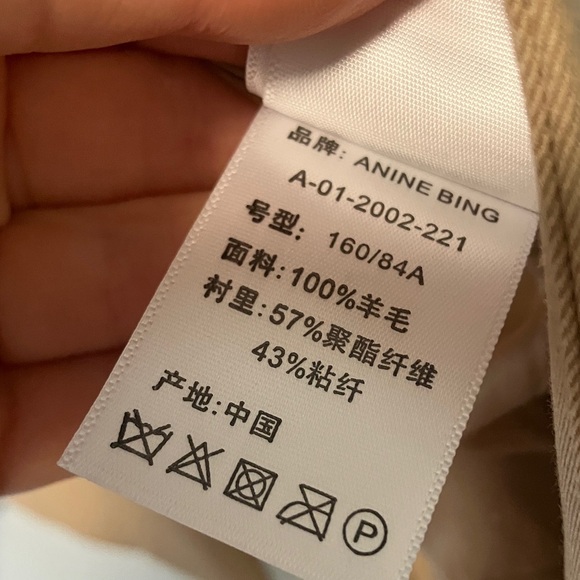 品牌: ANINE BING
A-01-2002-221
号型: 160/84A
面料:100%羊毛
衬里:57%聚酯纤维
43%粘纤
产地:中国
P